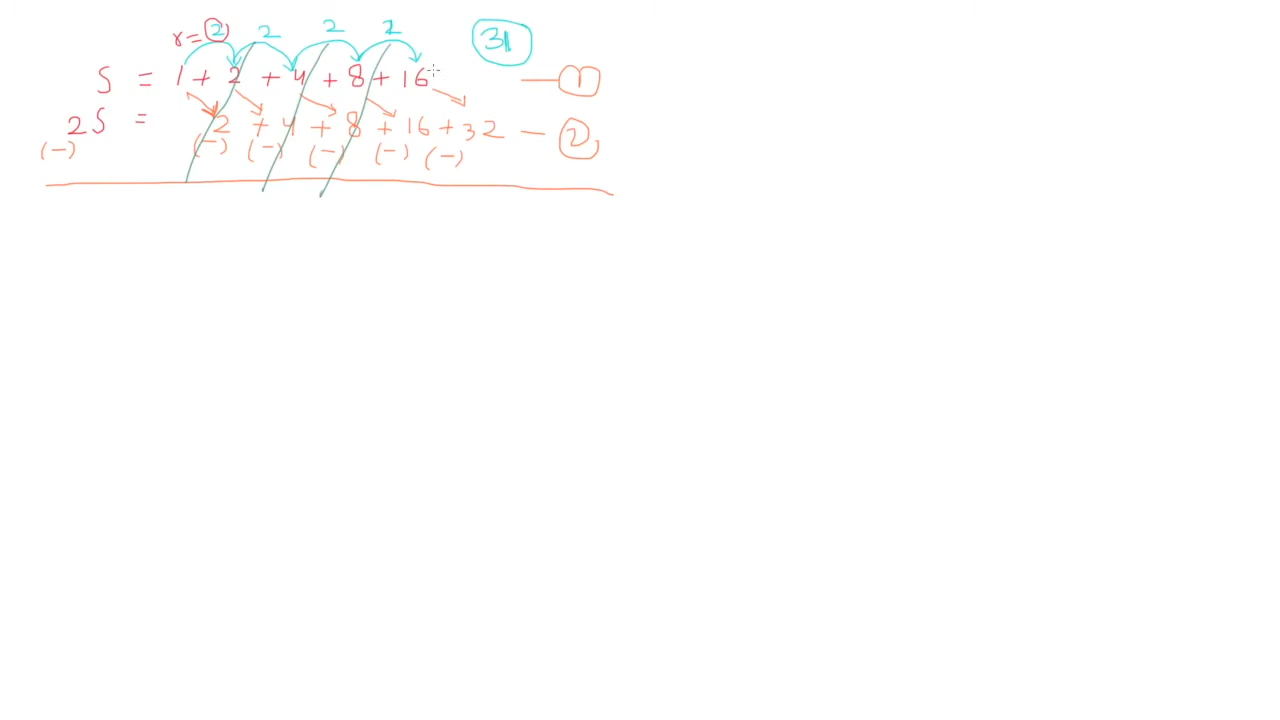 r = 2 2 2 2 31
S = 1 + 2 + 4 + 8 + 16 — 1
2S = 2 + 4 + 8 + 16 + 32 — 2
(-) (-) (-) (-) (-) (-)